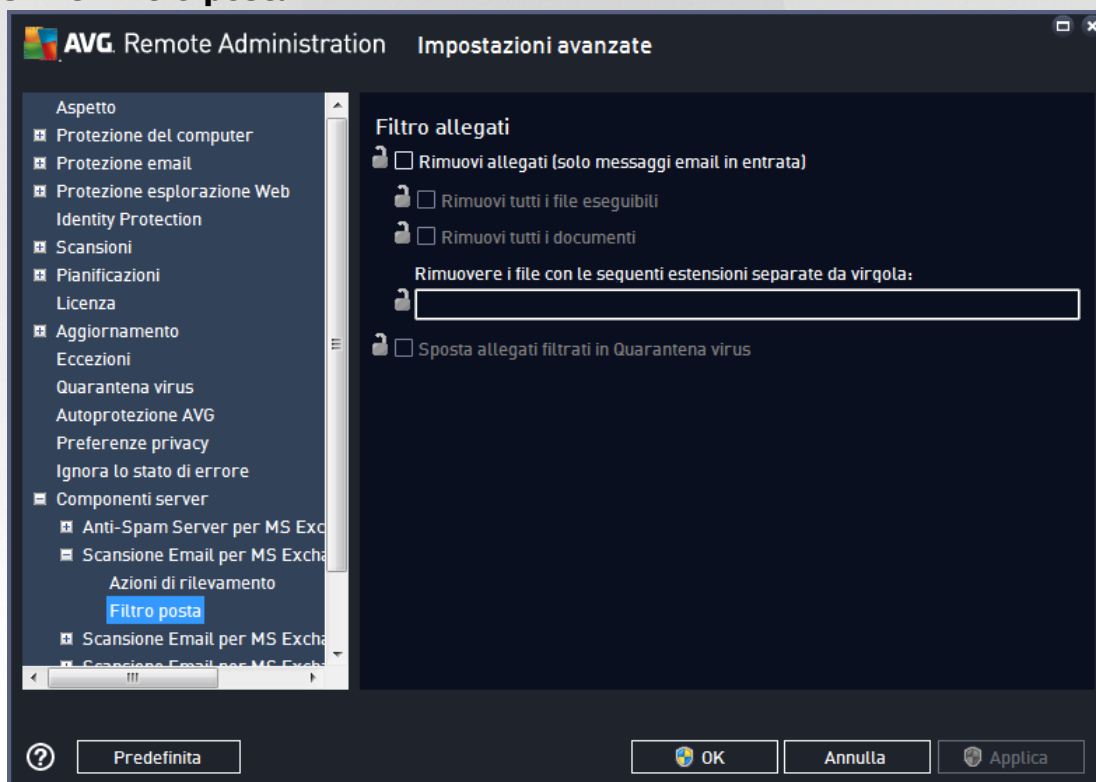 AVG. Remote Administration Impostazioni avanzate
Aspetto
Protezione del computer
Protezione email
Protezione esplorazione Web
Identity Protection
Scansioni
Pianificazioni
Licenza
Aggiornamento
Eccezioni
Quarantena virus
Autoprotezione AVG
Preferenze privacy
Ignora lo stato di errore
Componenti server
Anti-Spam Server per MS Exc
Scansione Email per MS Excha
Azioni di rilevamento
Filtro posta
Scansione Email per MS Excha
Filtro allegati
Rimuovi allegati (solo messaggi email in entrata)
Rimuovi tutti i file eseguibili
Rimuovi tutti i documenti
Rimuovere i file con le seguenti estensioni separate da virgola:
Sposta allegati filtrati in Quarantena virus
Predefinita
OK
Annulla
Applica